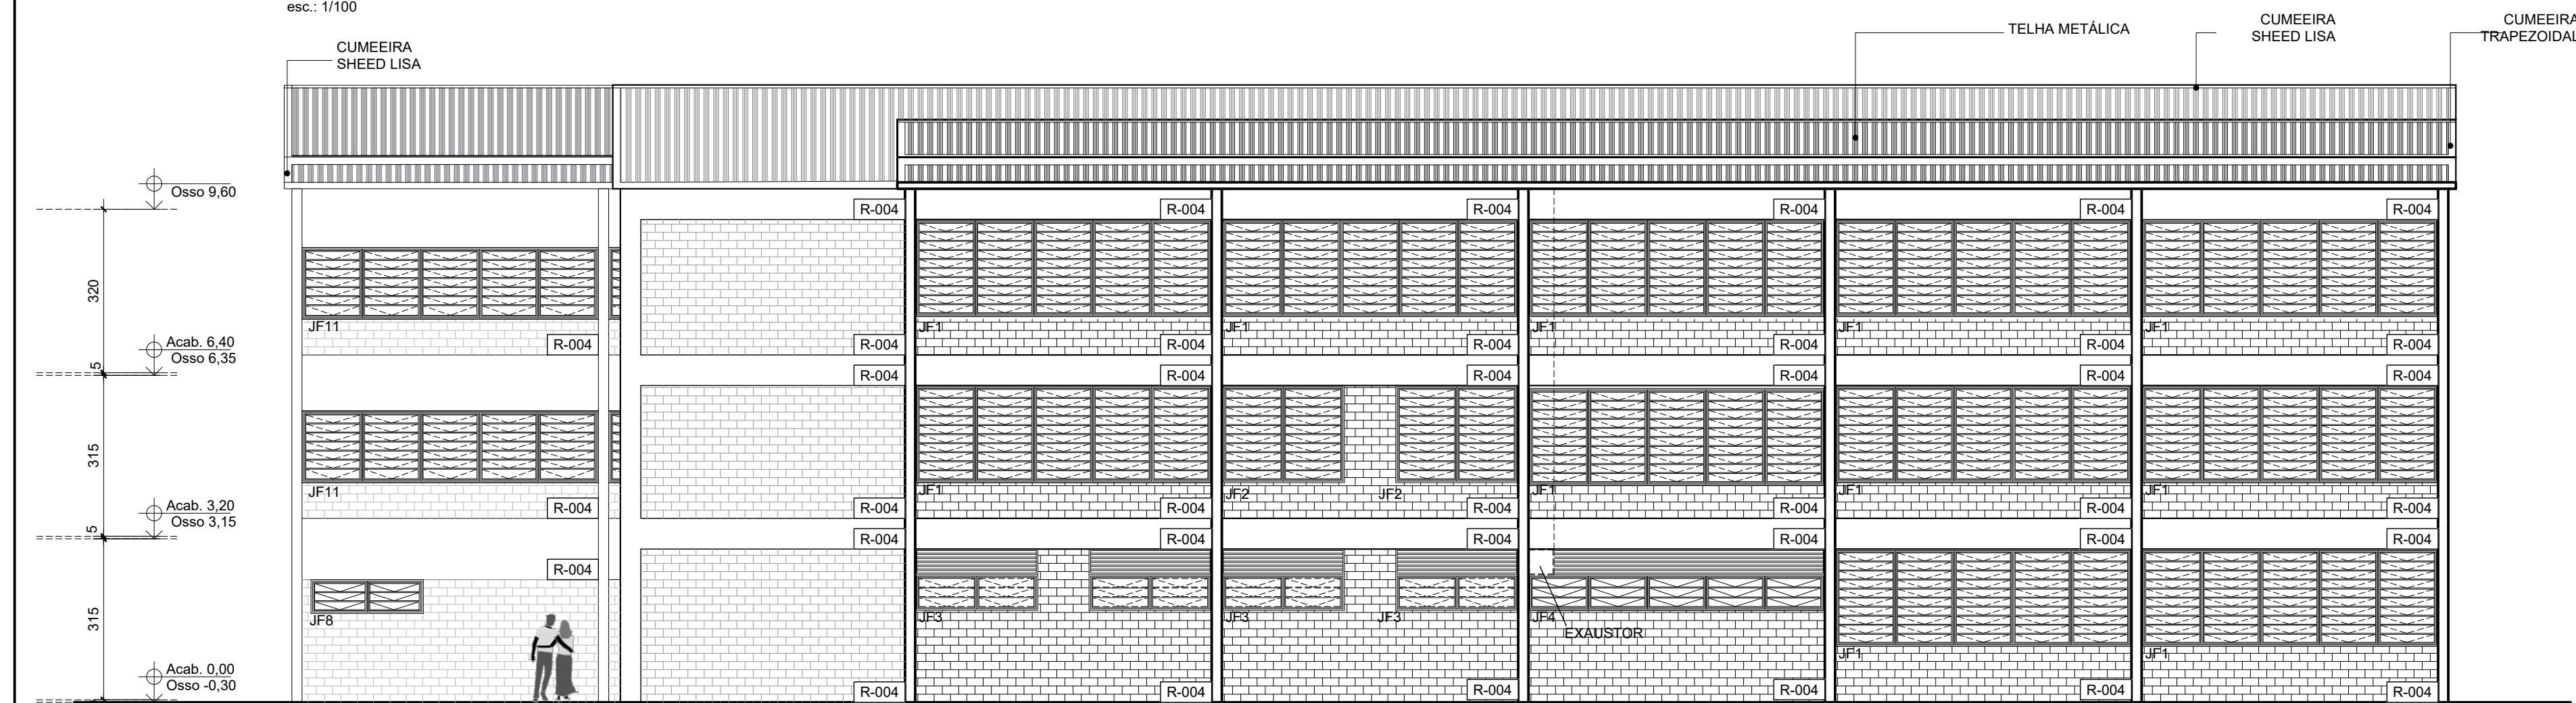 esc.: 1/100
CUMEEIRA
SHEED LISA
TELHA METÁLICA
CUMEEIRA
SHEED LISA
CUMEEIRA
TRAPEZOIDAL
Osso 9,60
R-004 R-004 R-004 R-004 R-004 R-004
320
JF11 JF1 JF1 JF1 JF1 JF1
R-004 R-004 R-004 R-004 R-004 R-004 R-004
Acab. 6,40
Osso 6,35
5
R-004 R-004 R-004 R-004 R-004 R-004
315
JF11 JF1 JF2 JF2 JF1 JF1 JF1
R-004 R-004 R-004 R-004 R-004 R-004 R-004
Acab. 3,20
Osso 3,15
5
R-004 R-004 R-004 R-004 R-004 R-004
R-004
315
JF8 JF3 JF3 JF3 JF4
EXAUSTOR
JF1 JF1
Acab. 0,00
Osso -0,30
R-004 R-004 R-004 R-004 R-004 R-004